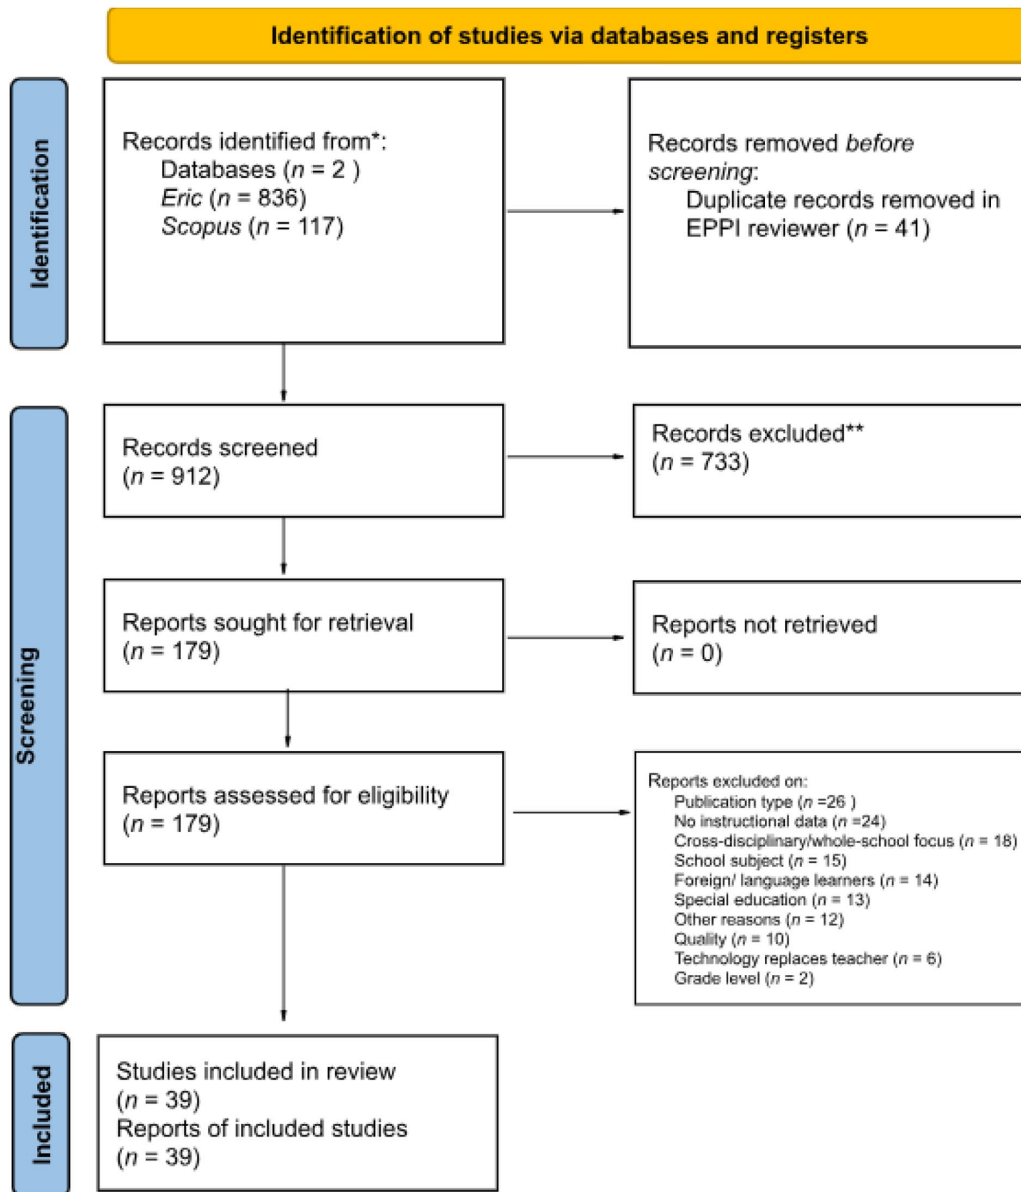 Identification of studies via databases and registers
Identification
Records identified from*:
Databases (n = 2 )
Eric (n = 836)
Scopus (n = 117)
Records removed before
screening:
Duplicate records removed in
EPPI reviewer (n = 41)
Screening
Records screened
(n = 912)
Records excluded**
(n = 733)
Reports sought for retrieval
(n = 179)
Reports not retrieved
(n = 0)
Reports assessed for eligibility
(n = 179)
Reports excluded on:
Publication type (n =26 )
No instructional data (n =24)
Cross-disciplinary/whole-school focus (n = 18)
School subject (n = 15)
Foreign/ language learners (n = 14)
Special education (n = 13)
Other reasons (n = 12)
Quality (n = 10)
Technology replaces teacher (n = 6)
Grade level (n = 2)
Included
Studies included in review
(n = 39)
Reports of included studies
(n = 39)